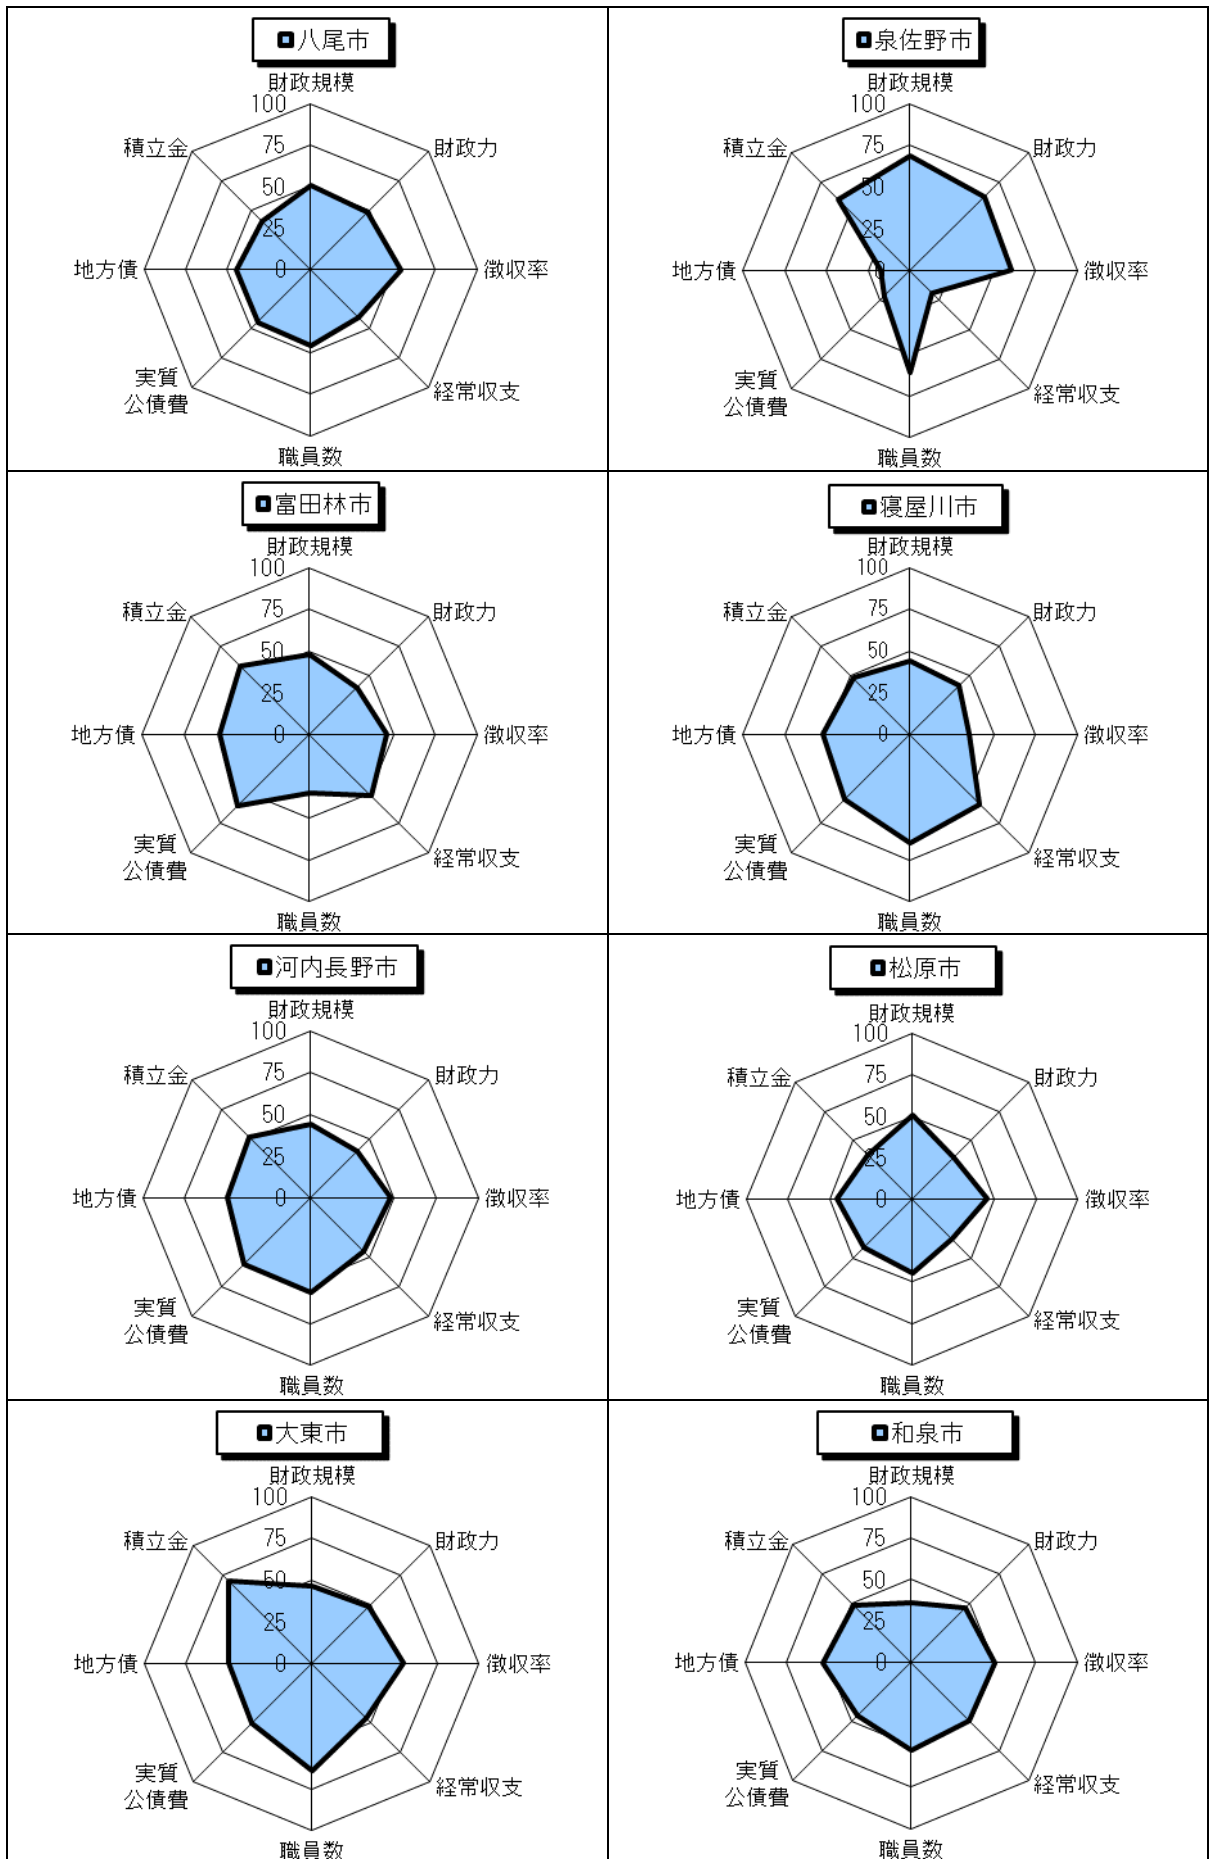 八尾市
財政規模
100
積立金
75
財政力
50
25
地方債
0
徴収率
実質
公債費
経常収支
職員数
泉佐野市
財政規模
100
積立金
75
財政力
50
25
地方債
0
徴収率
実質
公債費
経常収支
職員数
富田林市
財政規模
100
積立金
75
財政力
50
25
地方債
0
徴収率
実質
公債費
経常収支
職員数
寝屋川市
財政規模
100
積立金
75
財政力
50
25
地方債
0
徴収率
実質
公債費
経常収支
職員数
河内長野市
財政規模
100
積立金
75
財政力
50
25
地方債
0
徴収率
実質
公債費
経常収支
職員数
松原市
財政規模
100
積立金
75
財政力
50
25
地方債
0
徴収率
実質
公債費
経常収支
職員数
大東市
財政規模
100
積立金
75
財政力
50
25
地方債
0
徴収率
実質
公債費
経常収支
職員数
和泉市
財政規模
100
積立金
75
財政力
50
25
地方債
0
徴収率
実質
公債費
経常収支
職員数